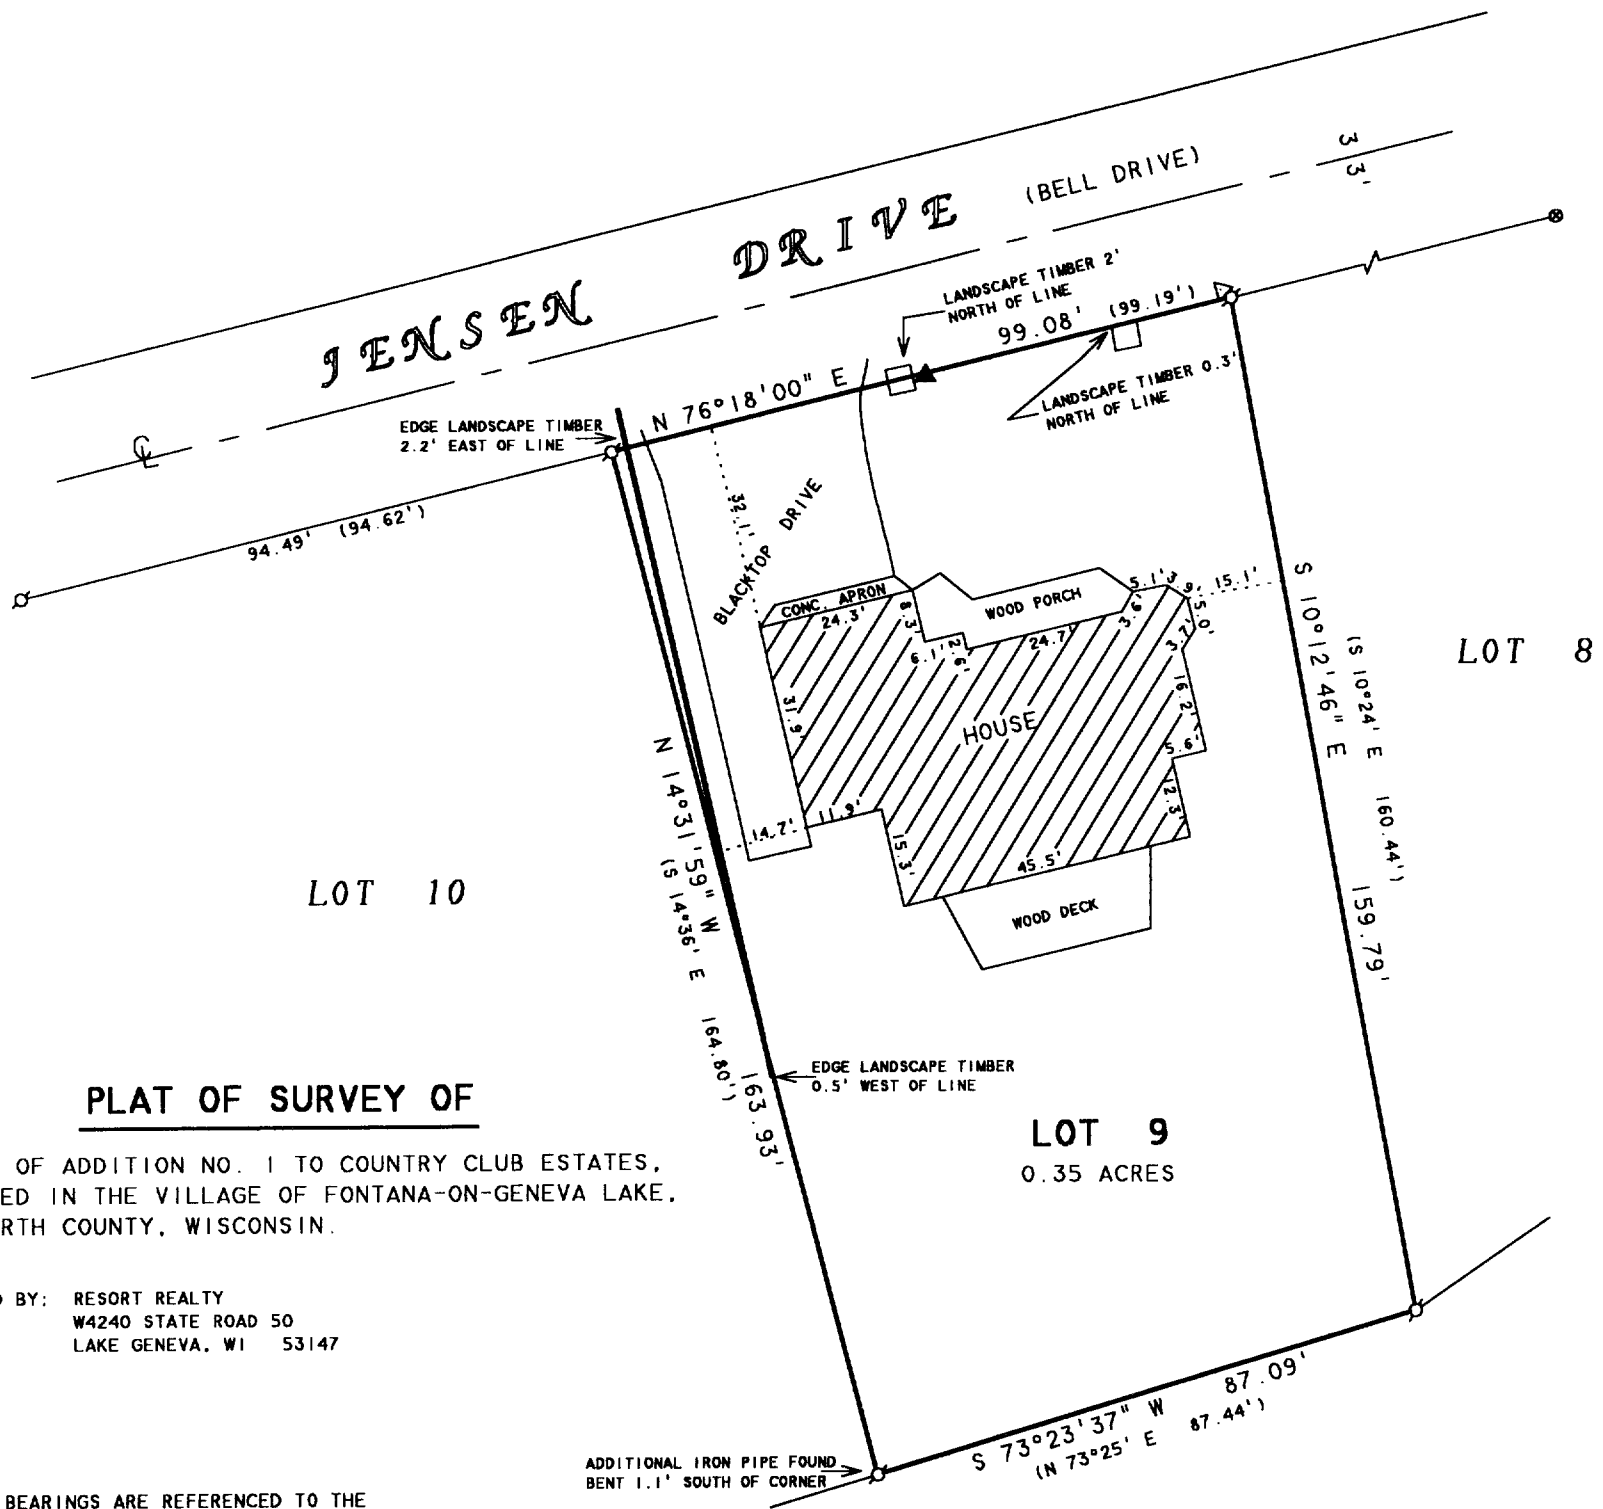 JENSEN DRIVE (BELL DRIVE)
33'
LANDSCAPE TIMBER 2'
NORTH OF LINE
99.08' (99.19')
LANDSCAPE TIMBER 0.3'
NORTH OF LINE
N 76°18'00" E
EDGE LANDSCAPE TIMBER
2.2' EAST OF LINE
CL
94.49' (94.62')
32.1'
BLACKTOP DRIVE
CONC. APRON
24.3'
8.3'
6.1'
2.6'
WOOD PORCH
24.7'
3.6'
5.1'
3.9'
15.1'
5.0'
3.7'
16.2'
5.6'
12.3'
31.9'
HOUSE
11.9'
14.7'
15.3'
45.5'
WOOD DECK
S 10°12'46" E 159.79'
(S 10°24' E 160.44')
LOT 8
N 14°31'59" W 163.93'
(S 14°36' E 164.80')
LOT 10
EDGE LANDSCAPE TIMBER
0.5' WEST OF LINE
LOT 9
0.35 ACRES
PLAT OF SURVEY OF
OF ADDITION NO. 1 TO COUNTRY CLUB ESTATES,
ED IN THE VILLAGE OF FONTANA-ON-GENEVA LAKE,
RTH COUNTY, WISCONSIN.
BY: RESORT REALTY
W4240 STATE ROAD 50
LAKE GENEVA, WI 53147
S 73°23'37" W 87.09'
(N 73°25' E 87.44')
ADDITIONAL IRON PIPE FOUND
BENT 1.1' SOUTH OF CORNER
BEARINGS ARE REFERENCED TO THE